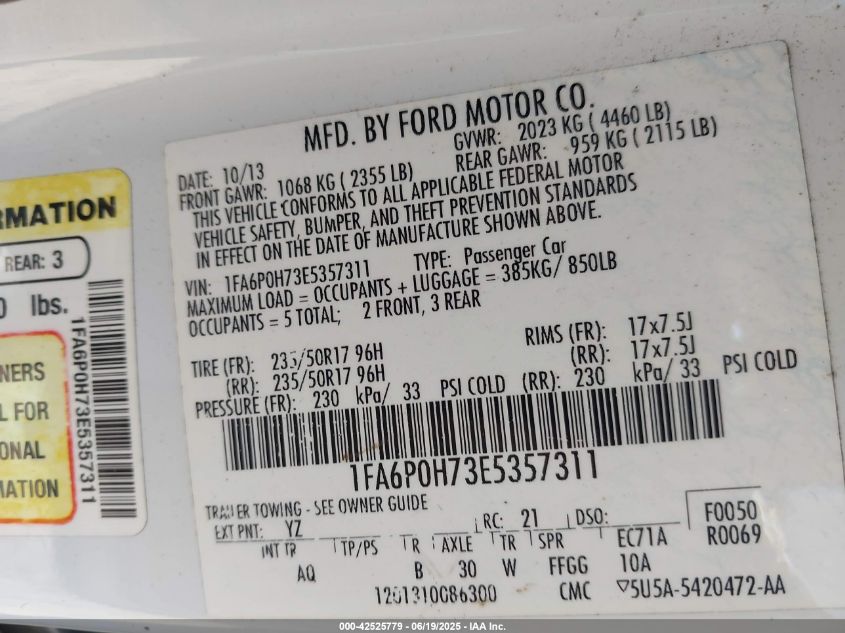 MFD. BY FORD MOTOR CO.
DATE: 10/13 GVWR: 2023 KG ( 4460 LB)
FRONT GAWR: 1068 KG ( 2355 LB) REAR GAWR: 959 KG ( 2115 LB)
THIS VEHICLE CONFORMS TO ALL APPLICABLE FEDERAL MOTOR
VEHICLE SAFETY, BUMPER, AND THEFT PREVENTION STANDARDS
IN EFFECT ON THE DATE OF MANUFACTURE SHOWN ABOVE.
VIN: 1FA6P0H73E5357311 TYPE: Passenger Car
MAXIMUM LOAD = OCCUPANTS + LUGGAGE = 385KG/ 850LB
OCCUPANTS = 5 TOTAL; 2 FRONT, 3 REAR
TIRE (FR): 235/50R17 96H RIMS (FR): 17x7.5J
(RR): 235/50R17 96H (RR): 17x7.5J
PRESSURE (FR): 230 kPa/ 33 PSI COLD (RR): 230 kPa/ 33 PSI COLD
1FA6P0H73E5357311
TRAILER TOWING - SEE OWNER GUIDE
EXT PNT: YZ RC: 21 DSO: F0050
INT TR TP/PS R AXLE TR SPR EC71A R0069
AQ B 30 W FFGG 10A
1201310086300 CMC 5U5A-5420472-AA
RMATION
REAR: 3
0 lbs.
NERS
L FOR
ONAL
MATION
1FA6P0H73E5357311
000-42525779 - 06/19/2025 - IAA Inc.